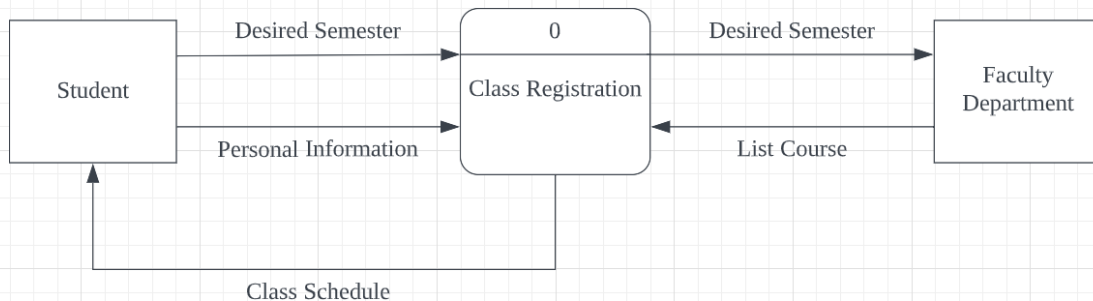 Desired Semester
0
Desired Semester
Student
Class Registration
Faculty
Department
Personal Information
List Course
Class Schedule